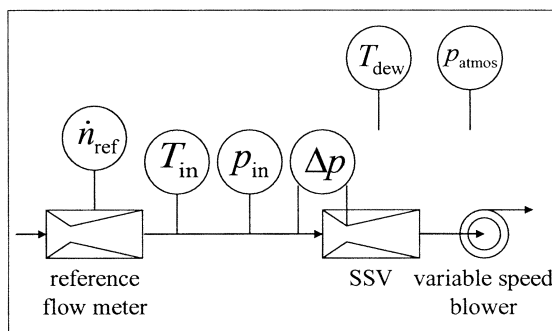 T_dew
p_atmos
ṅ_ref
T_in
p_in
Δp
reference
flow meter
SSV
variable speed
blower